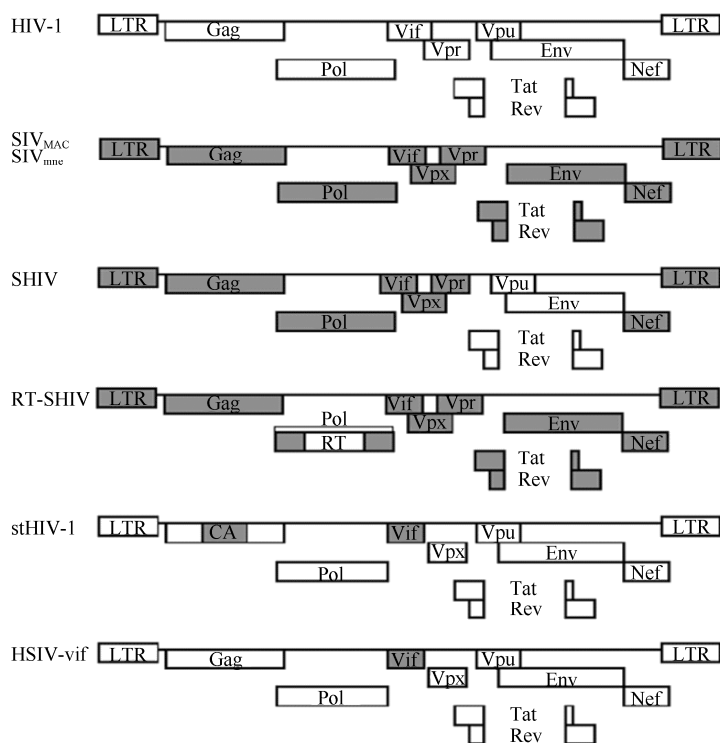 HIV-1 LTR Gag Vif Vpu LTR
Vpr Env
Pol Nef
Tat
Rev
SIVMAC
SIVmne LTR Gag Vif Vpr LTR
Vpx Env
Pol Nef
Tat
Rev
SHIV LTR Gag Vif Vpr Vpu LTR
Vpx Env
Pol Nef
Tat
Rev
RT-SHIV LTR Gag Vif Vpr LTR
Pol Vpx Env
RT Nef
Tat
Rev
stHIV-1 LTR CA Vif Vpu LTR
Vpx Env
Pol Nef
Tat
Rev
HSIV-vif LTR Gag Vif Vpu LTR
Vpx Env
Pol Nef
Tat
Rev